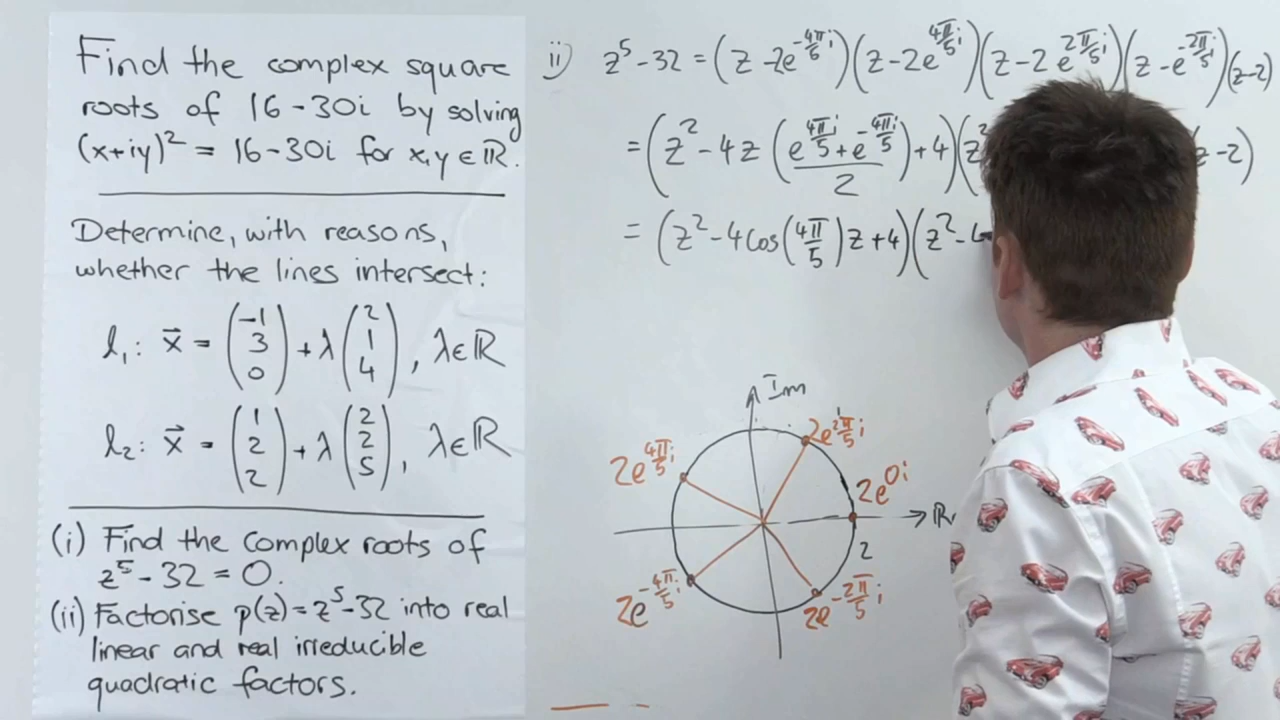 Find the complex square
roots of 16-30i by solving
(x+iy)² = 16-30i for x,y ∈ ℝ.
Determine, with reasons,
whether the lines intersect:
l₁: x⃗ = (-1 3 0) + λ (2 1 4), λ∈ℝ
l₂: x⃗ = (1 2 2) + λ (2 2 5), λ∈ℝ
(i) Find the complex roots of
z⁵ - 32 = 0.
(ii) Factorise p(z) = z⁵-32 into real
linear and real irreducible
quadratic factors.
ii) z⁵ - 32 = (z - 2e^{-4π/5 i})(z - 2e^{4π/5 i})(z - 2 e^{2π/5 i})(z - e^{-2π/5 i})(z-2)
= (z² - 4z (e^{4π/5 i} + e^{-4π/5 i})/2 + 4)(z² z - 2)
= (z² - 4cos(4π/5)z + 4)(z² -
Im
2e^{2π/5 i}
2e^{4π/5 i}
2e^{0i}
2
2e^{-4π/5 i}
2e^{-2π/5 i}